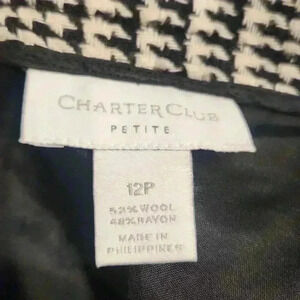 CHARTER CLUB
PETITE
12P
52% WOOL
48% RAYON
MADE IN
PHILIPPINES